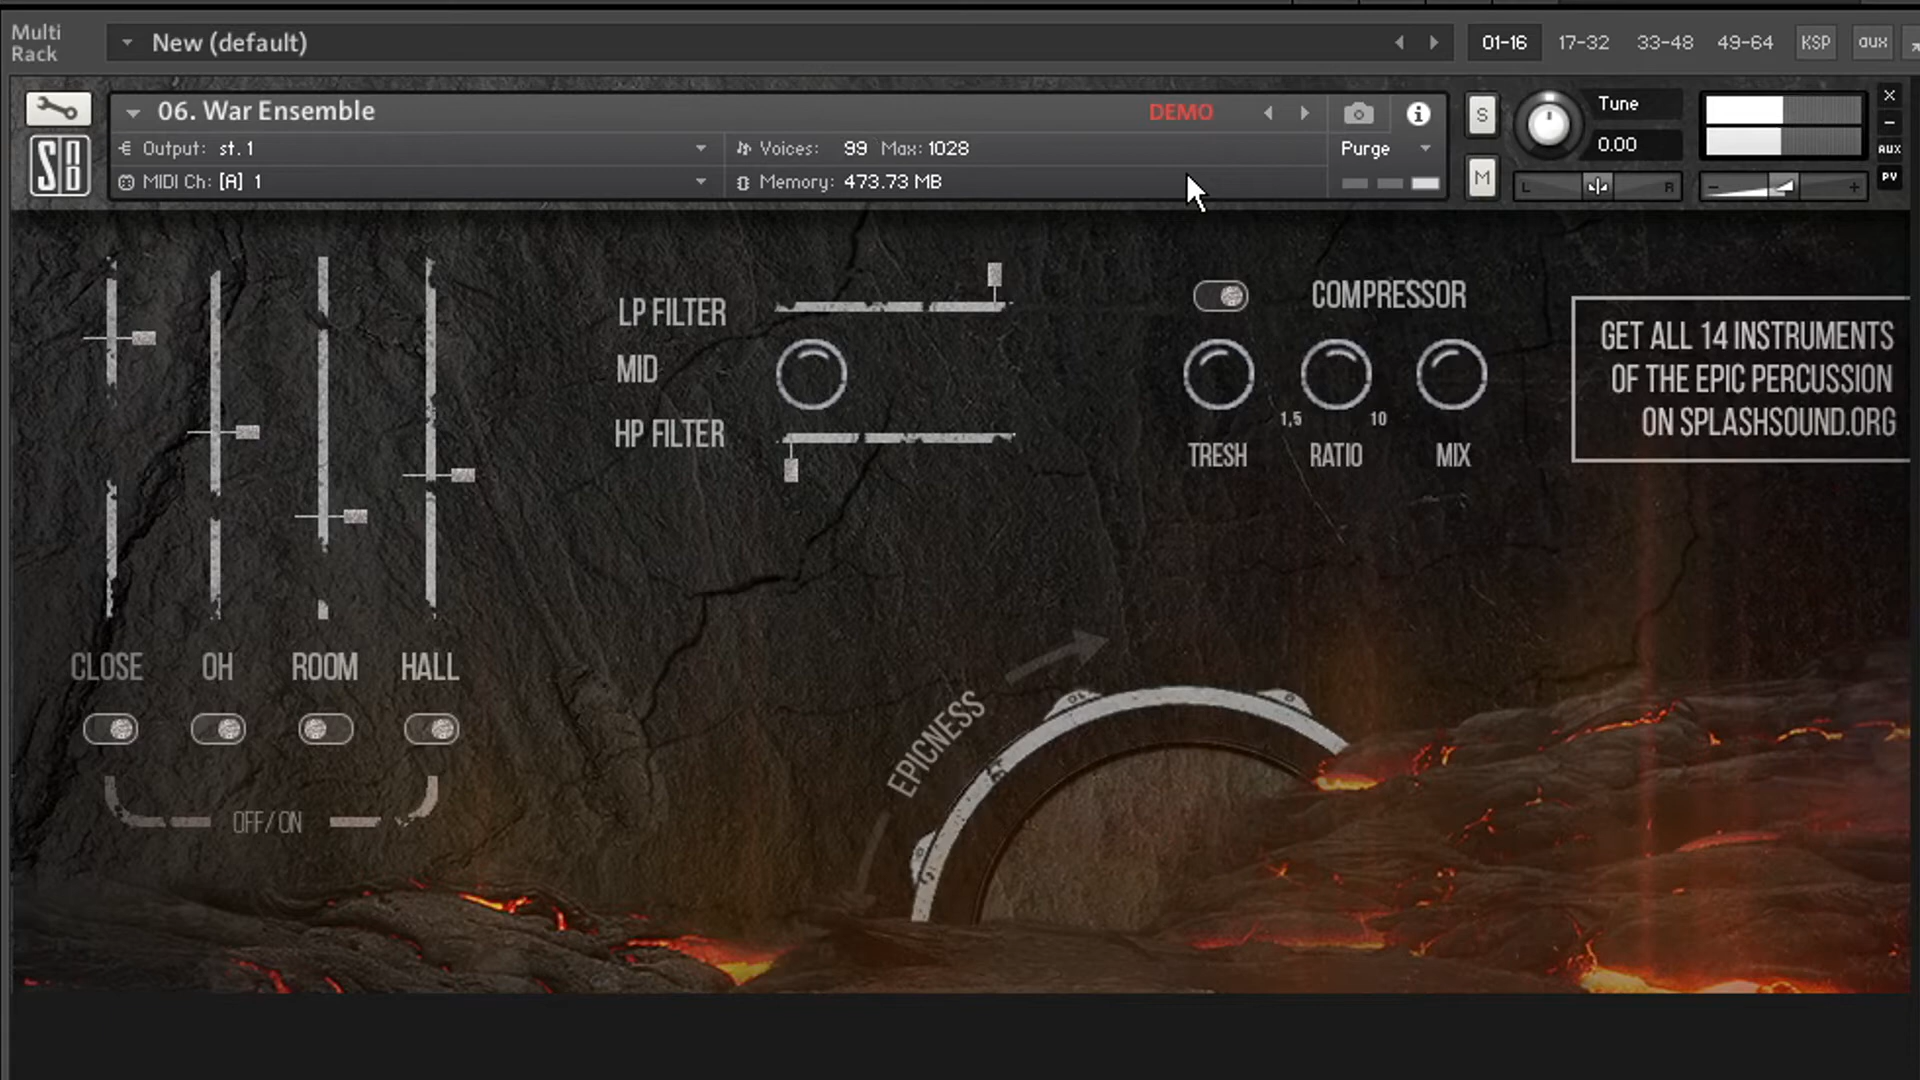 Multi
Rack
New (default)
01-16
17-32
33-48
49-64
KSP
aux
06. War Ensemble
DEMO
i
S
Tune
X
Output: st. 1
Voices: 99 Max: 1028
Purge
0.00
AUX
MIDI Ch: [A] 1
Memory: 473.73 MB
M
L
R
PV
LP FILTER
MID
HP FILTER
COMPRESSOR
1,5
10
TRESH
RATIO
MIX
GET ALL 14 INSTRUMENTS
OF THE EPIC PERCUSSION
ON SPLASHSOUND.ORG
CLOSE
OH
ROOM
HALL
OFF/ON
EPICNESS